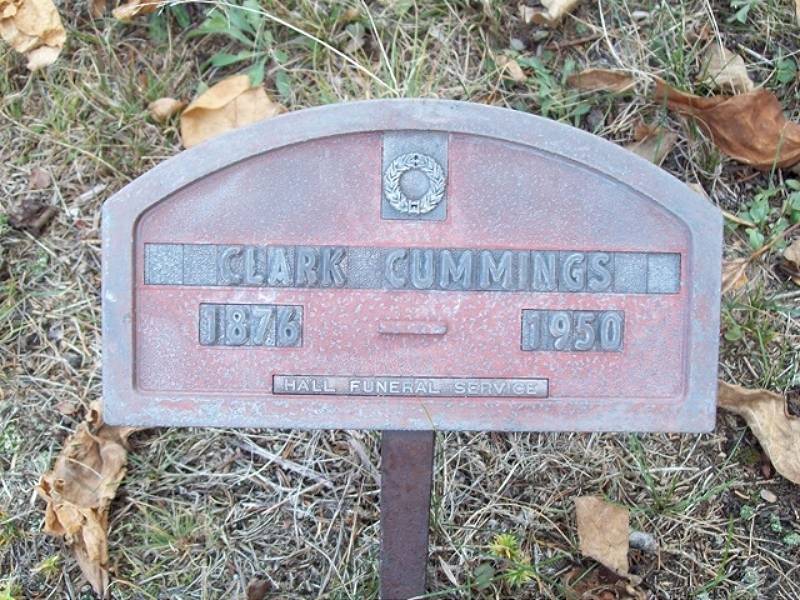 CLARK CUMMINGS
1876 - 1950
HALL FUNERAL SERVICE